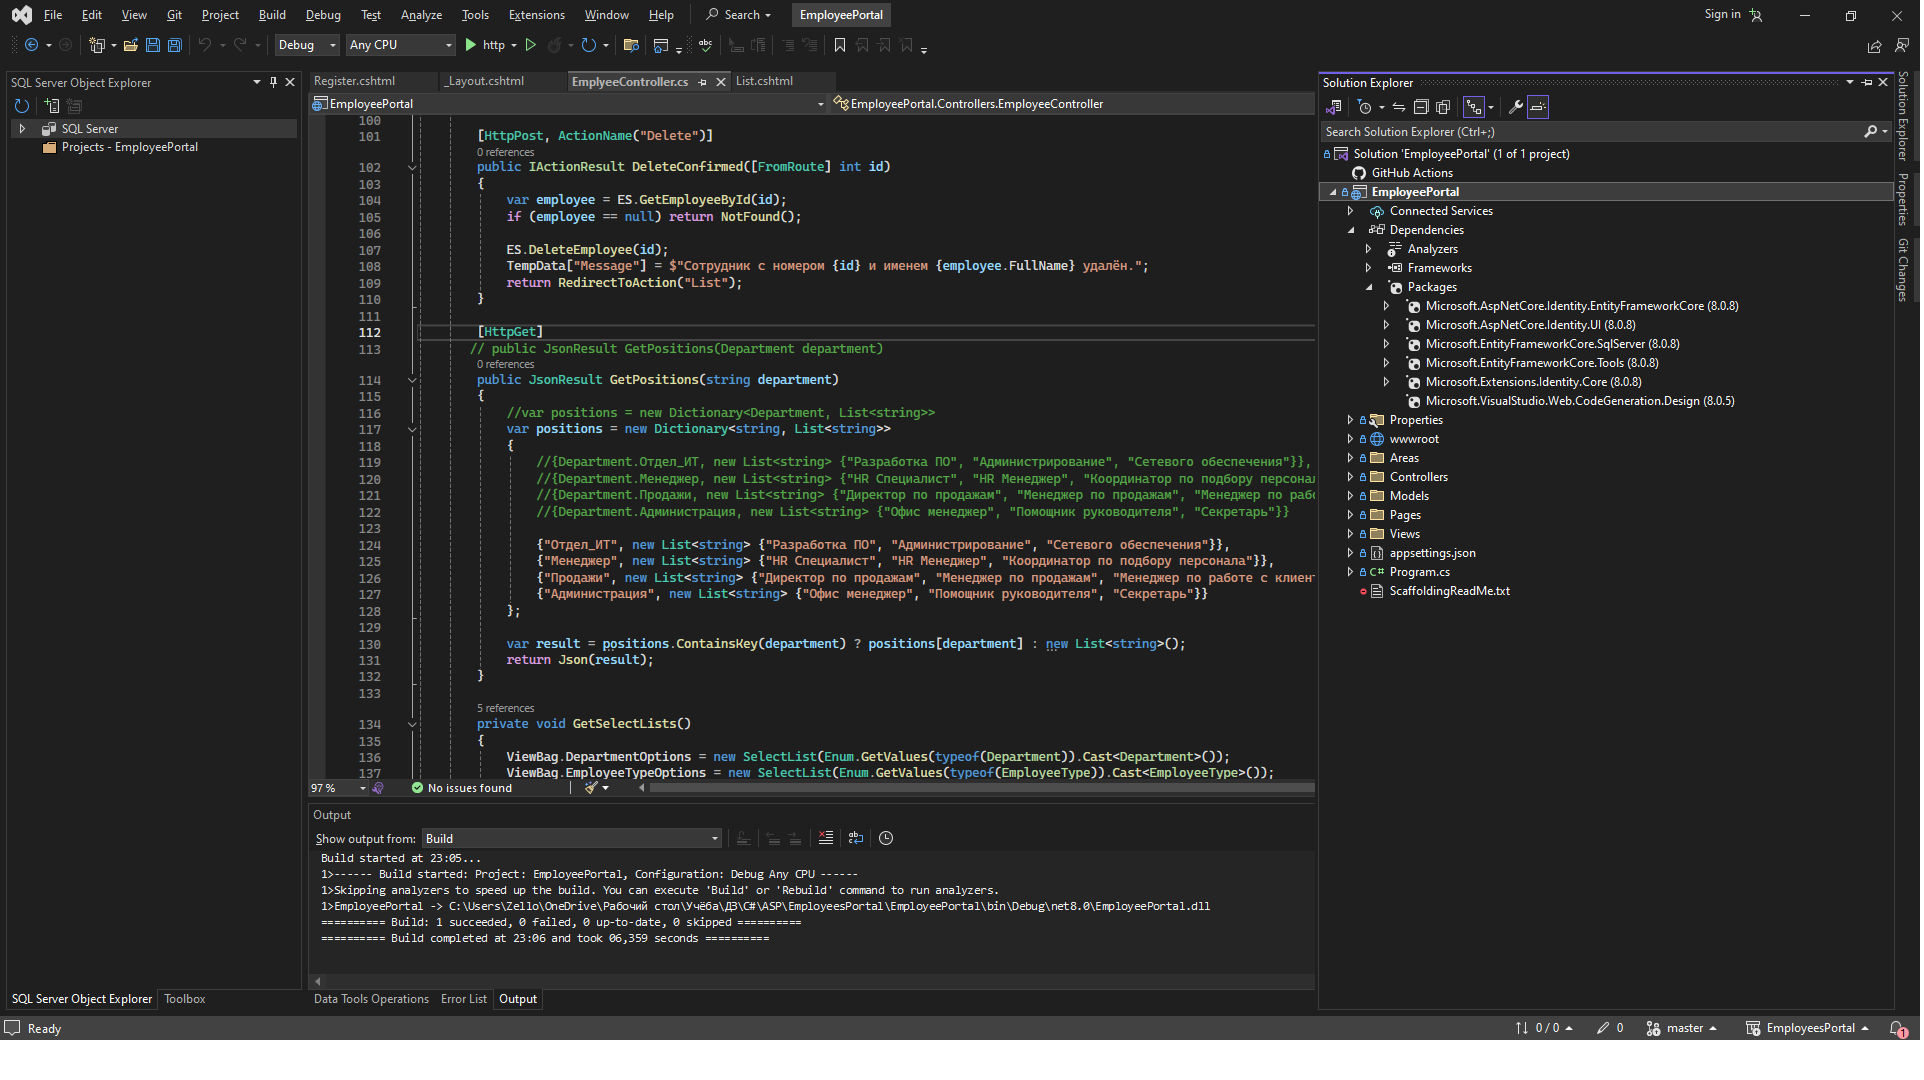 File Edit View Git Project Build Debug Test Analyze Tools Extensions Window Help Search EmployeePortal Sign in
Debug Any CPU http
SQL Server Object Explorer
SQL Server
Projects - EmployeePortal
Register.cshtml _Layout.cshtml EmplyeeController.cs List.cshtml
EmployeePortal EmployeePortal.Controllers.EmployeeController
100
101 [HttpPost, ActionName("Delete")]
0 references
102 public IActionResult DeleteConfirmed([FromRoute] int id)
103 {
104 var employee = ES.GetEmployeeById(id);
105 if (employee == null) return NotFound();
106
107 ES.DeleteEmployee(id);
108 TempData["Message"] = $"Сотрудник с номером {id} и именем {employee.FullName} удалён.";
109 return RedirectToAction("List");
110 }
111
112 [HttpGet]
113 // public JsonResult GetPositions(Department department)
0 references
114 public JsonResult GetPositions(string department)
115 {
116 //var positions = new Dictionary<Department, List<string>>
117 var positions = new Dictionary<string, List<string>>
118 {
119 //{Department.Отдел_ИТ, new List<string> {"Разработка ПО", "Администрирование", "Сетевого обеспечения"}},
120 //{Department.Менеджер, new List<string> {"HR Специалист", "HR Менеджер", "Координатор по подбору персонал
121 //{Department.Продажи, new List<string> {"Директор по продажам", "Менеджер по продажам", "Менеджер по рабо
122 //{Department.Администрация, new List<string> {"Офис менеджер", "Помощник руководителя", "Секретарь"}}
123
124 {"Отдел_ИТ", new List<string> {"Разработка ПО", "Администрирование", "Сетевого обеспечения"}},
125 {"Менеджер", new List<string> {"HR Специалист", "HR Менеджер", "Координатор по подбору персонала"}},
126 {"Продажи", new List<string> {"Директор по продажам", "Менеджер по продажам", "Менеджер по работе с клиент
127 {"Администрация", new List<string> {"Офис менеджер", "Помощник руководителя", "Секретарь"}}
128 };
129
130 var result = positions.ContainsKey(department) ? positions[department] : new List<string>();
131 return Json(result);
132 }
133
5 references
134 private void GetSelectLists()
135 {
136 ViewBag.DepartmentOptions = new SelectList(Enum.GetValues(typeof(Department)).Cast<Department>());
137 ViewBag.EmployeeTypeOptions = new SelectList(Enum.GetValues(typeof(EmployeeType)).Cast<EmployeeType>());
97 % No issues found
Output
Show output from: Build
Build started at 23:05...
1>------ Build started: Project: EmployeePortal, Configuration: Debug Any CPU ------
1>Skipping analyzers to speed up the build. You can execute 'Build' or 'Rebuild' command to run analyzers.
1>EmployeePortal -> C:\Users\Zello\OneDrive\Рабочий стол\Учёба\ДЗ\C#\ASP\EmployeesPortal\EmployeePortal\bin\Debug\net8.0\EmployeePortal.dll
========== Build: 1 succeeded, 0 failed, 0 up-to-date, 0 skipped ==========
========== Build completed at 23:06 and took 06,359 seconds ==========
SQL Server Object Explorer Toolbox
Data Tools Operations Error List Output
Solution Explorer
Search Solution Explorer (Ctrl+;)
Solution 'EmployeePortal' (1 of 1 project)
GitHub Actions
EmployeePortal
Connected Services
Dependencies
Analyzers
Frameworks
Packages
Microsoft.AspNetCore.Identity.EntityFrameworkCore (8.0.8)
Microsoft.AspNetCore.Identity.UI (8.0.8)
Microsoft.EntityFrameworkCore.SqlServer (8.0.8)
Microsoft.EntityFrameworkCore.Tools (8.0.8)
Microsoft.Extensions.Identity.Core (8.0.8)
Microsoft.VisualStudio.Web.CodeGeneration.Design (8.0.5)
Properties
wwwroot
Areas
Controllers
Models
Pages
Views
appsettings.json
C# Program.cs
ScaffoldingReadMe.txt
Solution Explorer
Properties
Git Changes
Ready 0 / 0 0 master EmployeesPortal 1